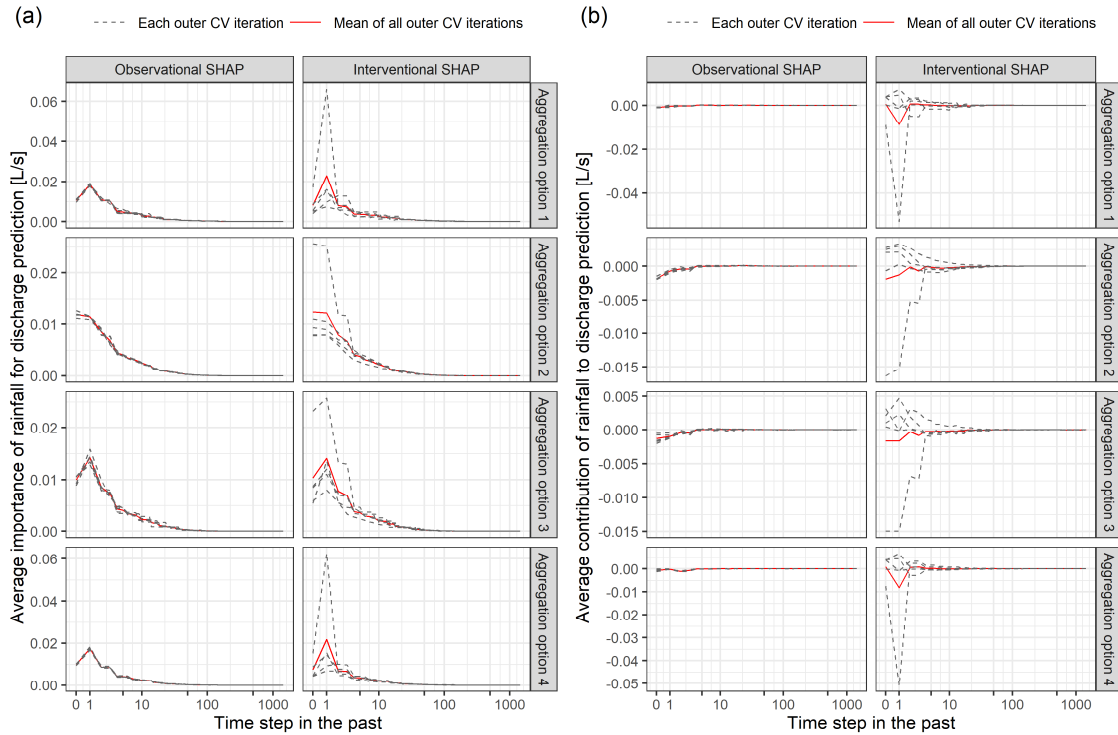 (a)
Each outer CV iteration
Mean of all outer CV iterations
Observational SHAP
Interventional SHAP
Average importance of rainfall for discharge prediction [L/s]
0.06
0.04
0.02
0.00
Aggregation option 1
0.02
0.01
0.00
Aggregation option 2
0.03
0.02
0.01
0.00
Aggregation option 3
0.06
0.04
0.02
0.00
Aggregation option 4
0 1 10 100 1000
0 1 10 100 1000
Time step in the past
(b)
Each outer CV iteration
Mean of all outer CV iterations
Observational SHAP
Interventional SHAP
Average contribution of rainfall to discharge prediction [L/s]
0.00
-0.02
-0.04
Aggregation option 1
0.000
-0.005
-0.010
-0.015
Aggregation option 2
0.005
0.000
-0.005
-0.010
-0.015
Aggregation option 3
0.00
-0.01
-0.02
-0.03
-0.04
-0.05
Aggregation option 4
0 1 10 100 1000
0 1 10 100 1000
Time step in the past